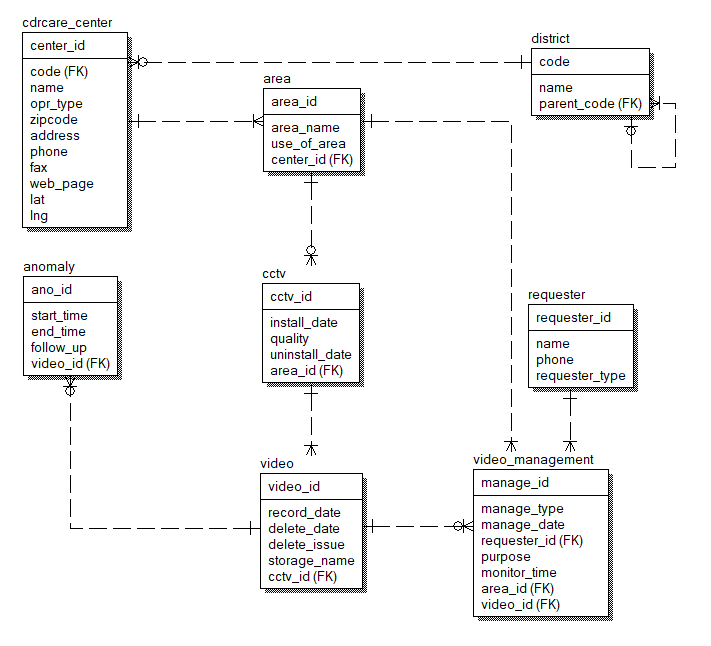 cdrcare_center
center_id
code (FK)
name
opr_type
zipcode
address
phone
fax
web_page
lat
lng
district
code
name
parent_code (FK)
area
area_id
area_name
use_of_area
center_id (FK)
anomaly
ano_id
start_time
end_time
follow_up
video_id (FK)
cctv
cctv_id
install_date
quality
uninstall_date
area_id (FK)
requester
requester_id
name
phone
requester_type
video
video_id
record_date
delete_date
delete_issue
storage_name
cctv_id (FK)
video_management
manage_id
manage_type
manage_date
requester_id (FK)
purpose
monitor_time
area_id (FK)
video_id (FK)